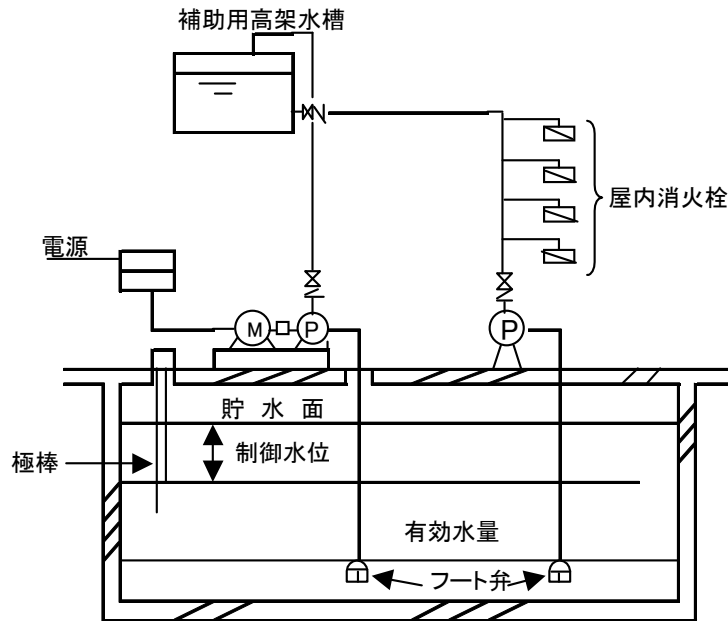 補助用高架水槽
屋内消火栓
電源
M
P
P
貯水面
制御水位
極棒
有効水量
フート弁